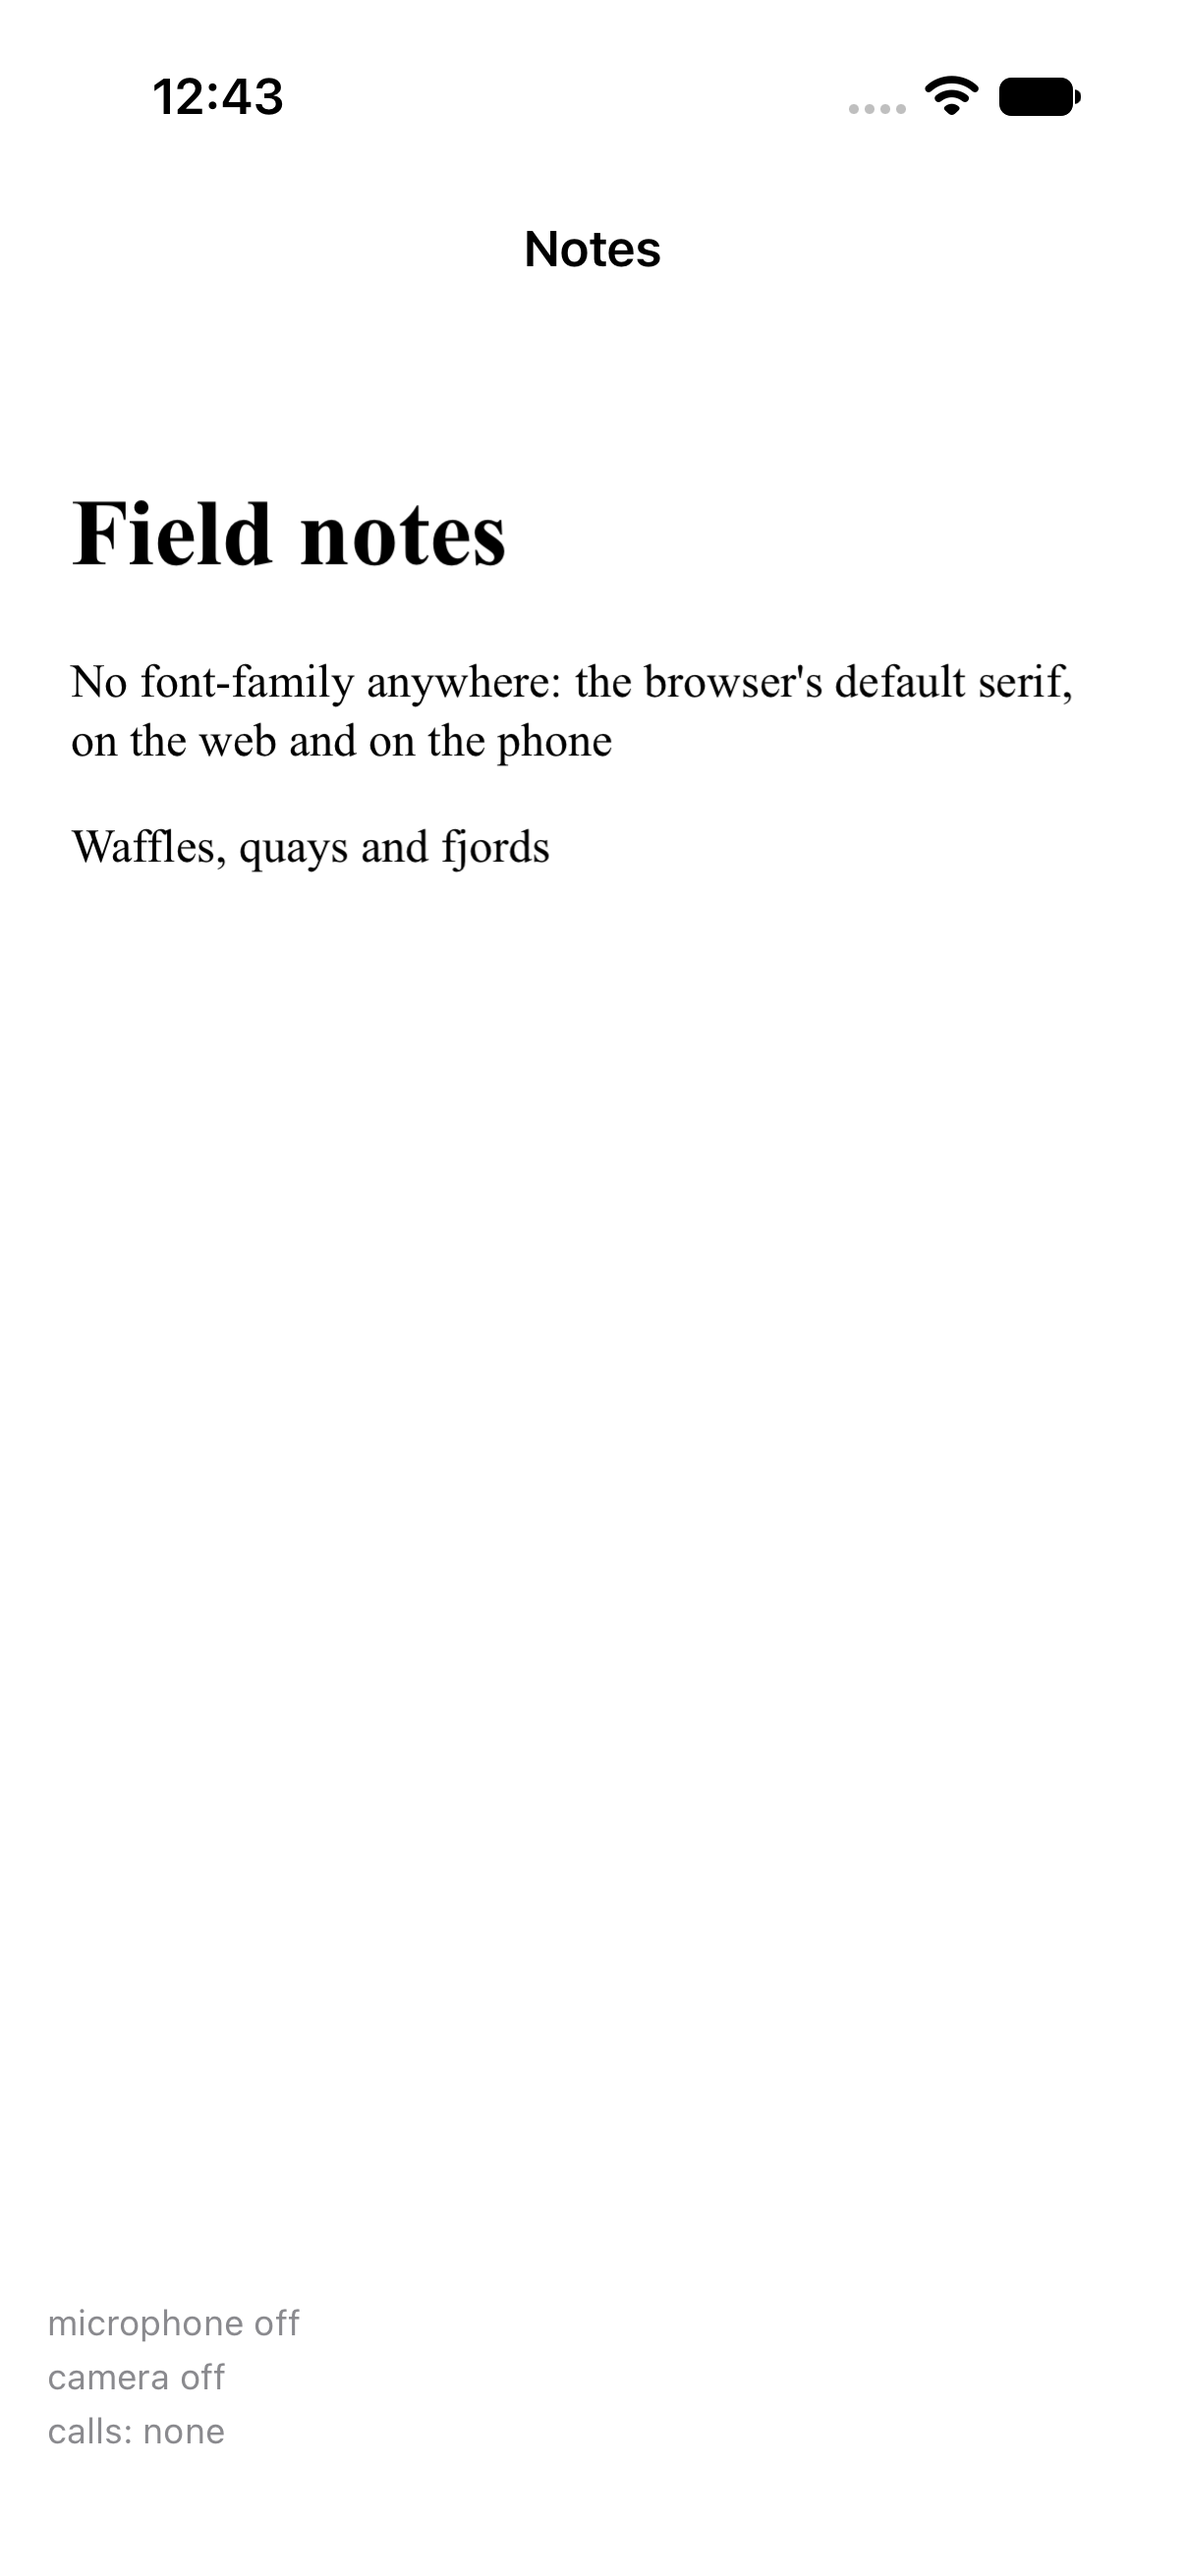 12:43
Notes
Field notes
No font-family anywhere: the browser's default serif,
on the web and on the phone
Waffles, quays and fjords
microphone off
camera off
calls: none